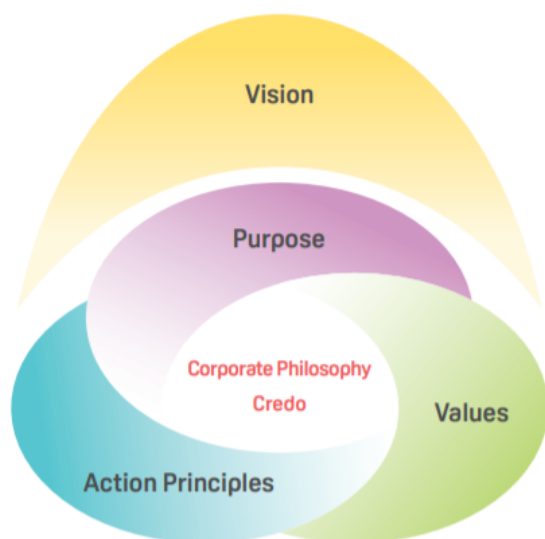 Vision
Purpose
Corporate Philosophy
Credo
Values
Action Principles